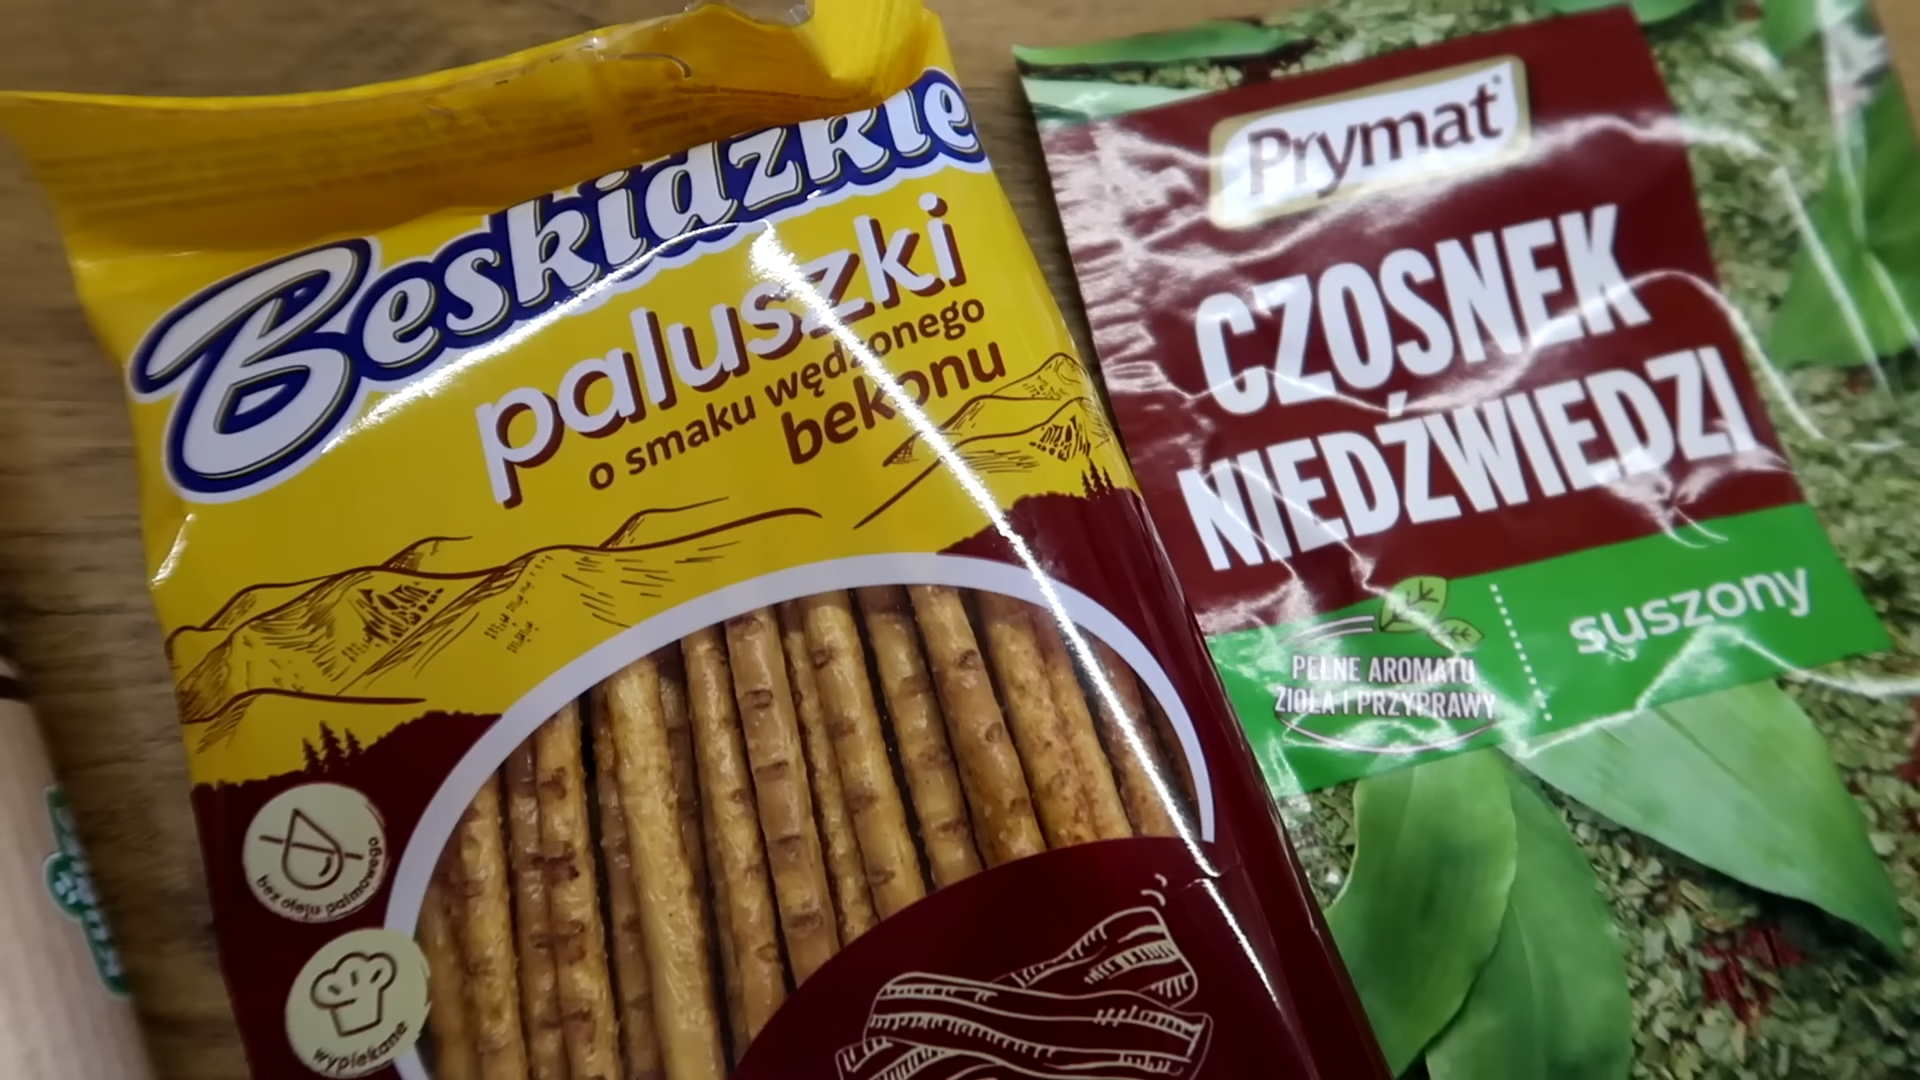 Beskidzkie
paluszki
o smaku wędzonego
bekonu
bez oleju palmowego
wypiekane
Prymat
CZOSNEK
NIEDŹWIEDZI
suszony
PEŁNE AROMATU
ZIOŁA I PRZYPRAWY